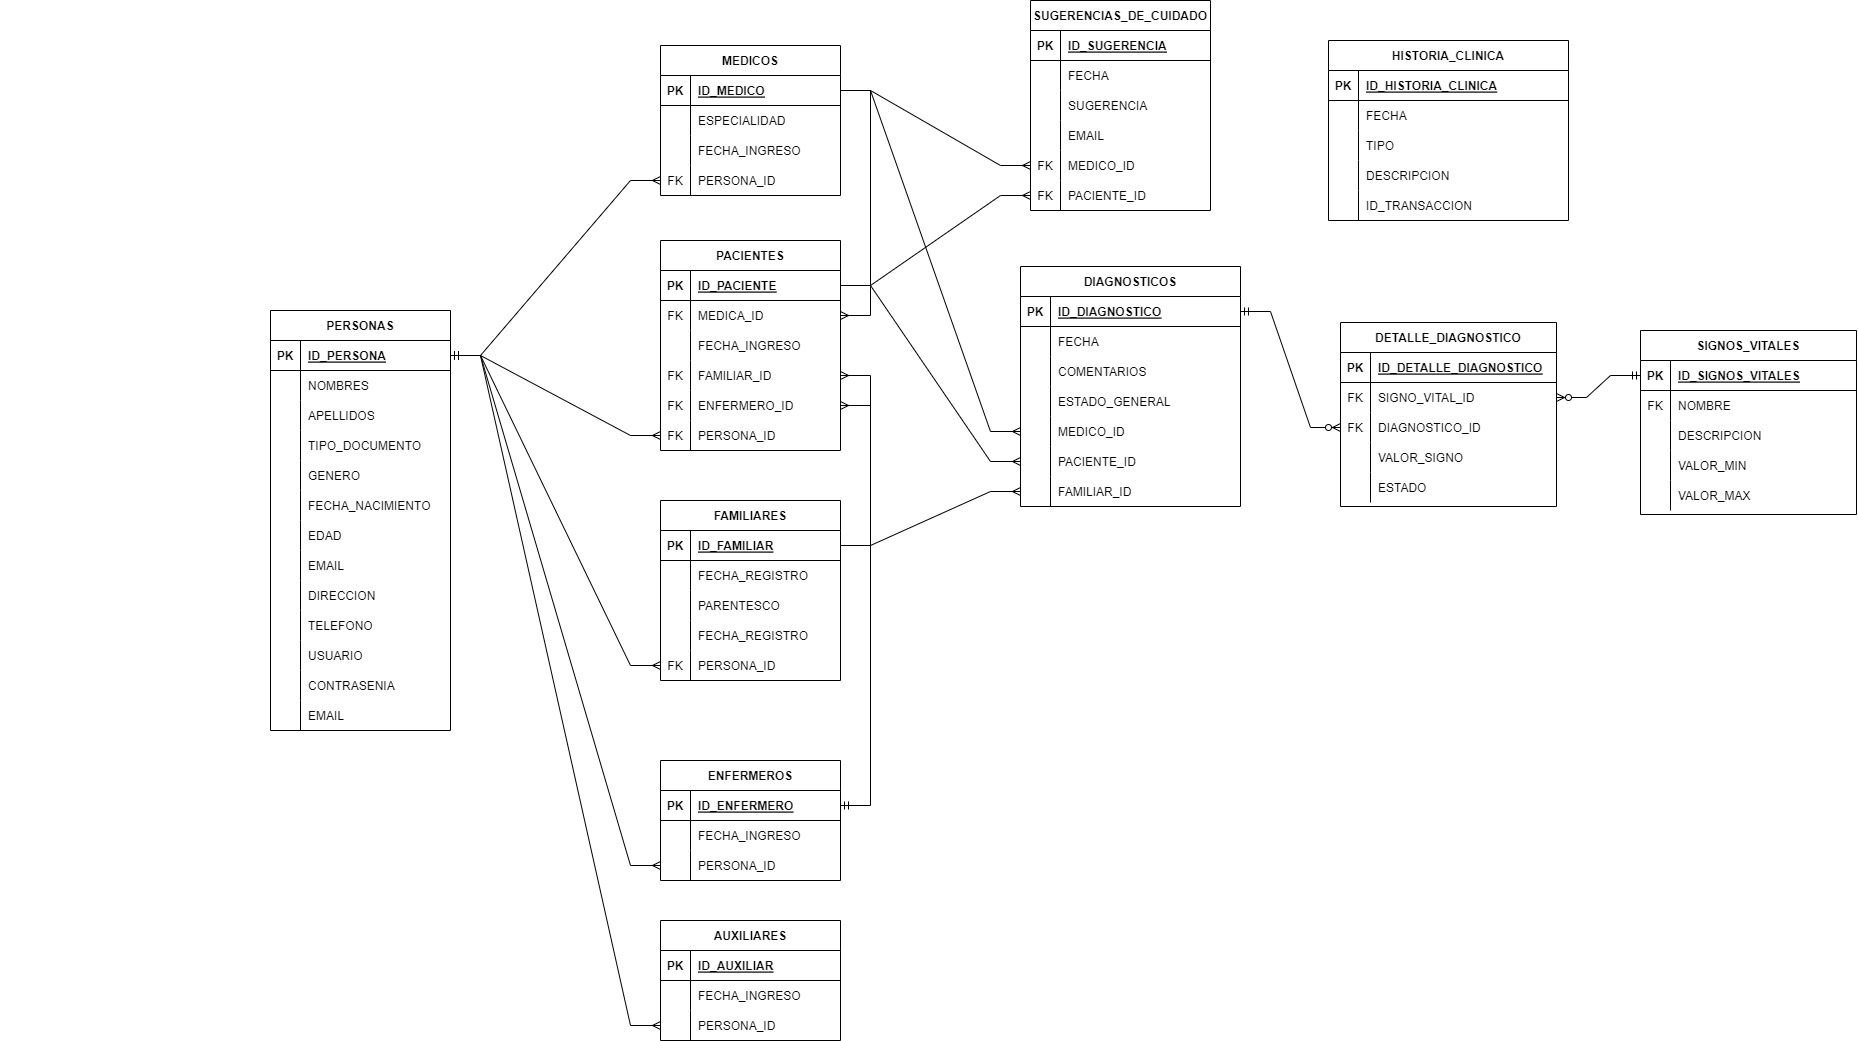 PERSONAS
PK ID_PERSONA
NOMBRES
APELLIDOS
TIPO_DOCUMENTO
GENERO
FECHA_NACIMIENTO
EDAD
EMAIL
DIRECCION
TELEFONO
USUARIO
CONTRASENIA
EMAIL
MEDICOS
PK ID_MEDICO
ESPECIALIDAD
FECHA_INGRESO
FK PERSONA_ID
PACIENTES
PK ID_PACIENTE
FK MEDICA_ID
FECHA_INGRESO
FK FAMILIAR_ID
FK ENFERMERO_ID
FK PERSONA_ID
FAMILIARES
PK ID_FAMILIAR
FECHA_REGISTRO
PARENTESCO
FECHA_REGISTRO
FK PERSONA_ID
ENFERMEROS
PK ID_ENFERMERO
FECHA_INGRESO
PERSONA_ID
AUXILIARES
PK ID_AUXILIAR
FECHA_INGRESO
PERSONA_ID
SUGERENCIAS_DE_CUIDADO
PK ID_SUGERENCIA
FECHA
SUGERENCIA
EMAIL
FK MEDICO_ID
FK PACIENTE_ID
DIAGNOSTICOS
PK ID_DIAGNOSTICO
FECHA
COMENTARIOS
ESTADO_GENERAL
MEDICO_ID
PACIENTE_ID
FAMILIAR_ID
HISTORIA_CLINICA
PK ID_HISTORIA_CLINICA
FECHA
TIPO
DESCRIPCION
ID_TRANSACCION
DETALLE_DIAGNOSTICO
PK ID_DETALLE_DIAGNOSTICO
FK SIGNO_VITAL_ID
FK DIAGNOSTICO_ID
VALOR_SIGNO
ESTADO
SIGNOS_VITALES
PK ID_SIGNOS_VITALES
FK NOMBRE
DESCRIPCION
VALOR_MIN
VALOR_MAX